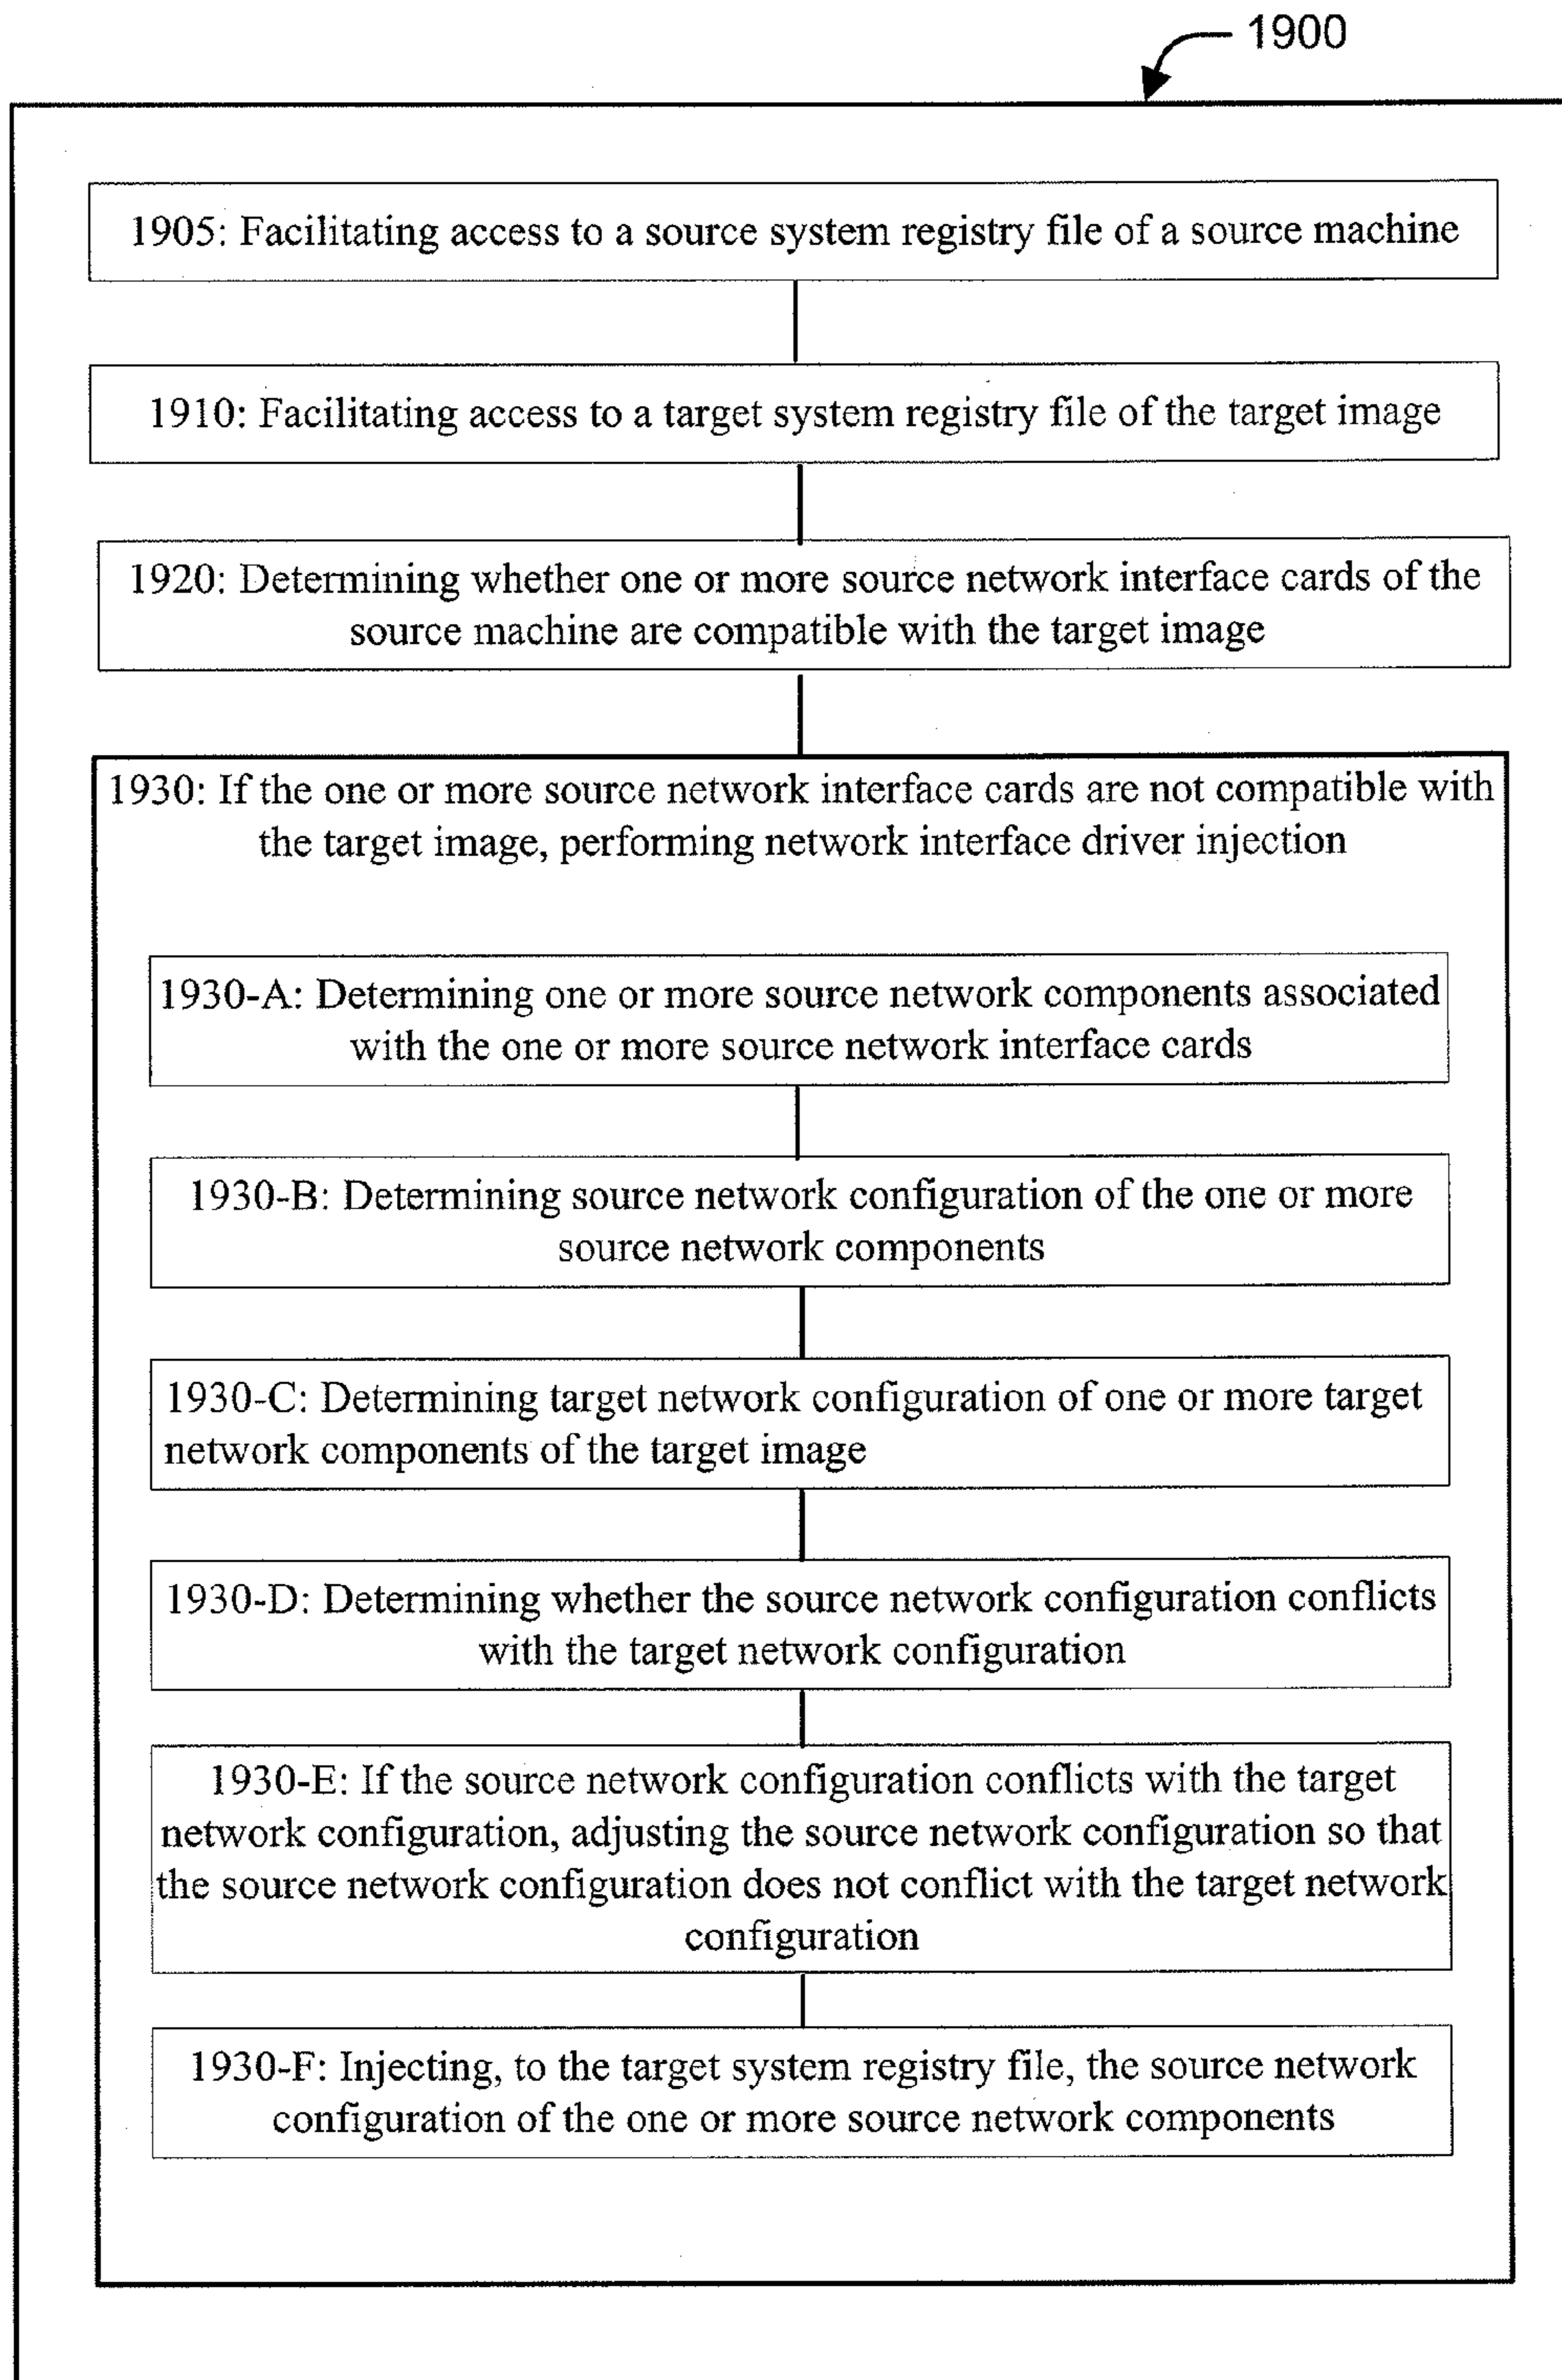 1900
1905: Facilitating access to a source system registry file of a source machine
1910: Facilitating access to a target system registry file of the target image
1920: Determining whether one or more source network interface cards of the
source machine are compatible with the target image
1930: If the one or more source network interface cards are not compatible with
the target image, performing network interface driver injection
1930-A: Determining one or more source network components associated
with the one or more source network interface cards
1930-B: Determining source network configuration of the one or more
source network components
1930-C: Determining target network configuration of one or more target
network components of the target image
1930-D: Determining whether the source network configuration conflicts
with the target network configuration
1930-E: If the source network configuration conflicts with the target
network configuration, adjusting the source network configuration so that
the source network configuration does not conflict with the target network
configuration
1930-F: Injecting, to the target system registry file, the source network
configuration of the one or more source network components